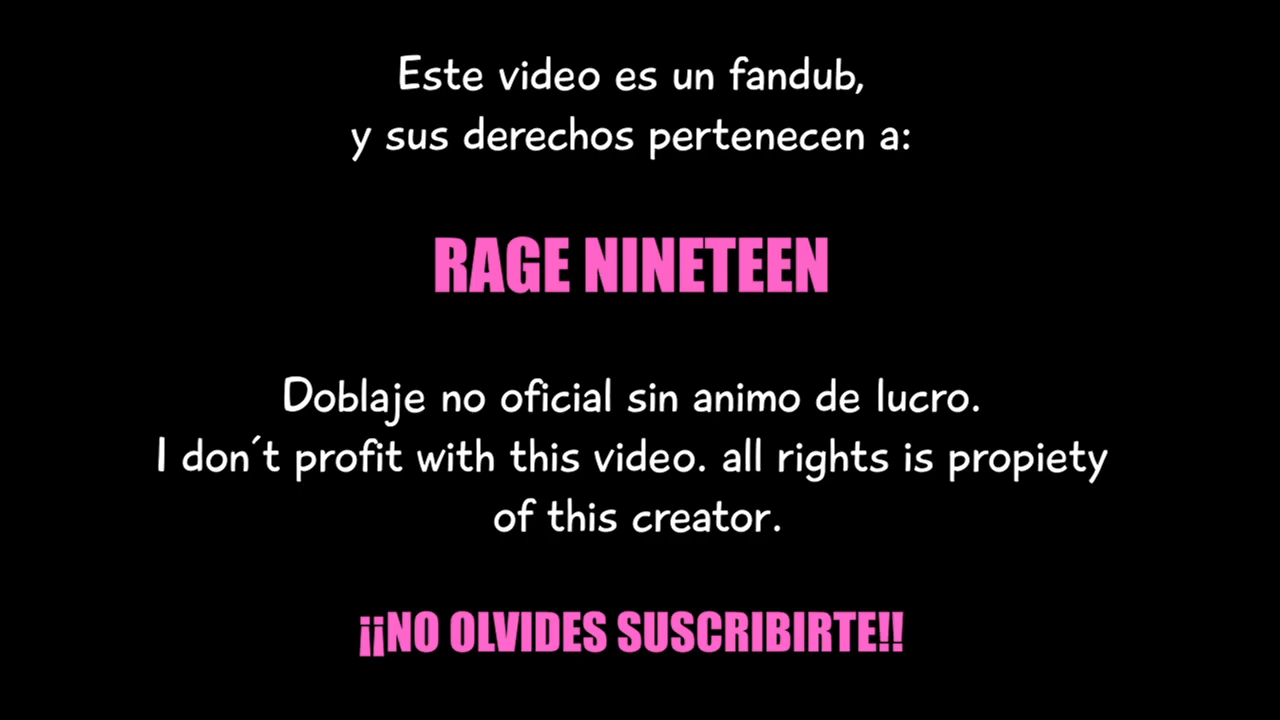 Este video es un fandub,
y sus derechos pertenecen a:
RAGE NINETEEN
Doblaje no oficial sin animo de lucro.
I don´t profit with this video. all rights is propiety
of this creator.
¡¡NO OLVIDES SUSCRIBIRTE!!